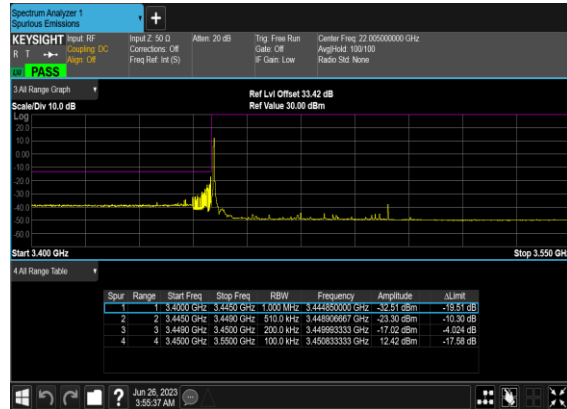 Spectrum Analyzer 1
Spurious Emissions
+
KEYSIGHT Input: RF Input Z: 50 Ω Atten: 20 dB Trig: Free Run Center Freq: 22.005000000 GHz
R T Coupling: DC Corrections: Off Gate: Off Avg|Hold: 100/100
Align: Off Freq Ref: Int (S) IF Gain: Low Radio Std: None
PASS
3 All Range Graph
Ref Lvl Offset 33.42 dB
Scale/Div 10.0 dB Ref Value 30.00 dBm
Log
20.0
10.0
0.00
-10.0
-20.0
-30.0
-40.0
-50.0
-60.0
Start 3.400 GHz Stop 3.550 GH
4 All Range Table
Spur Range Start Freq Stop Freq RBW Frequency Amplitude ΔLimit
1 1 3.4000 GHz 3.4450 GHz 1.000 MHz 3.444850000 GHz -32.51 dBm -19.51 dB
2 2 3.4450 GHz 3.4490 GHz 510.0 kHz 3.448906667 GHz -23.30 dBm -10.30 dB
3 3 3.4490 GHz 3.4500 GHz 200.0 kHz 3.449993333 GHz -17.02 dBm -4.024 dB
4 4 3.4500 GHz 3.5500 GHz 100.0 kHz 3.450833333 GHz 12.42 dBm -17.58 dB
? Jun 26, 2023
3:55:37 AM